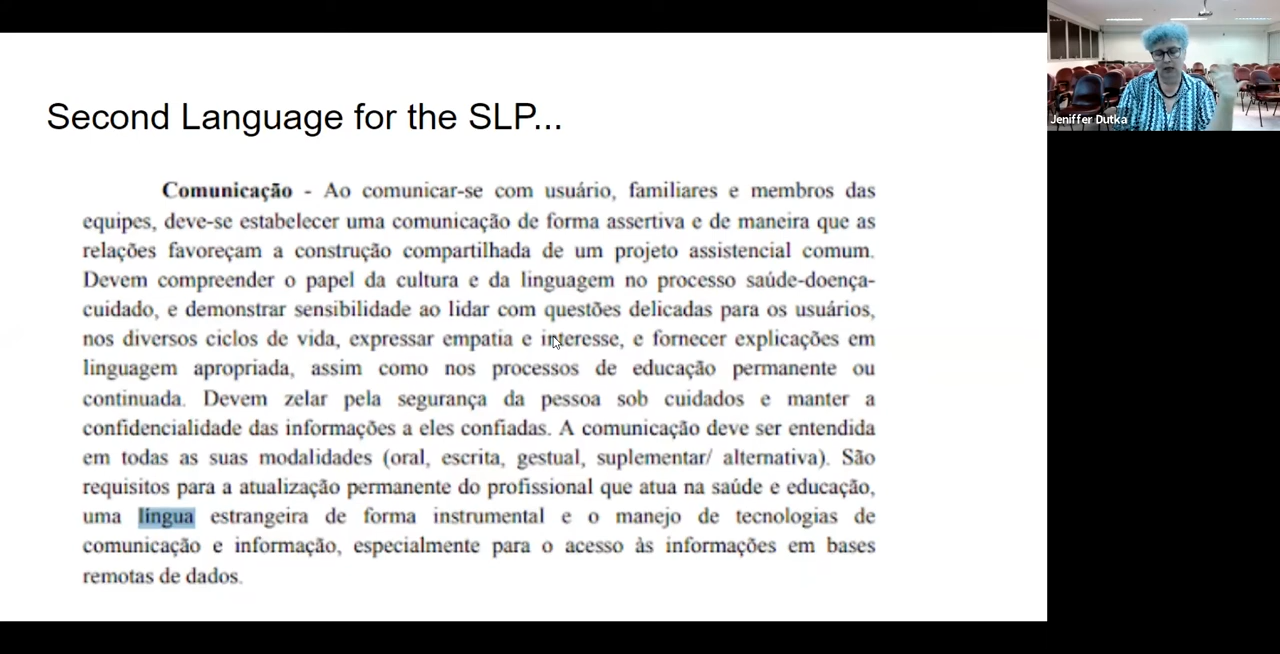 Second Language for the SLP...
Comunicação - Ao comunicar-se com usuário, familiares e membros das
equipes, deve-se estabelecer uma comunicação de forma assertiva e de maneira que as
relações favoreçam a construção compartilhada de um projeto assistencial comum.
Devem compreender o papel da cultura e da linguagem no processo saúde-doença-
cuidado, e demonstrar sensibilidade ao lidar com questões delicadas para os usuários,
nos diversos ciclos de vida, expressar empatia e interesse, e fornecer explicações em
linguagem apropriada, assim como nos processos de educação permanente ou
continuada. Devem zelar pela segurança da pessoa sob cuidados e manter a
confidencialidade das informações a eles confiadas. A comunicação deve ser entendida
em todas as suas modalidades (oral, escrita, gestual, suplementar/ alternativa). São
requisitos para a atualização permanente do profissional que atua na saúde e educação,
uma língua estrangeira de forma instrumental e o manejo de tecnologias de
comunicação e informação, especialmente para o acesso às informações em bases
remotas de dados.
Jeniffer Dutka